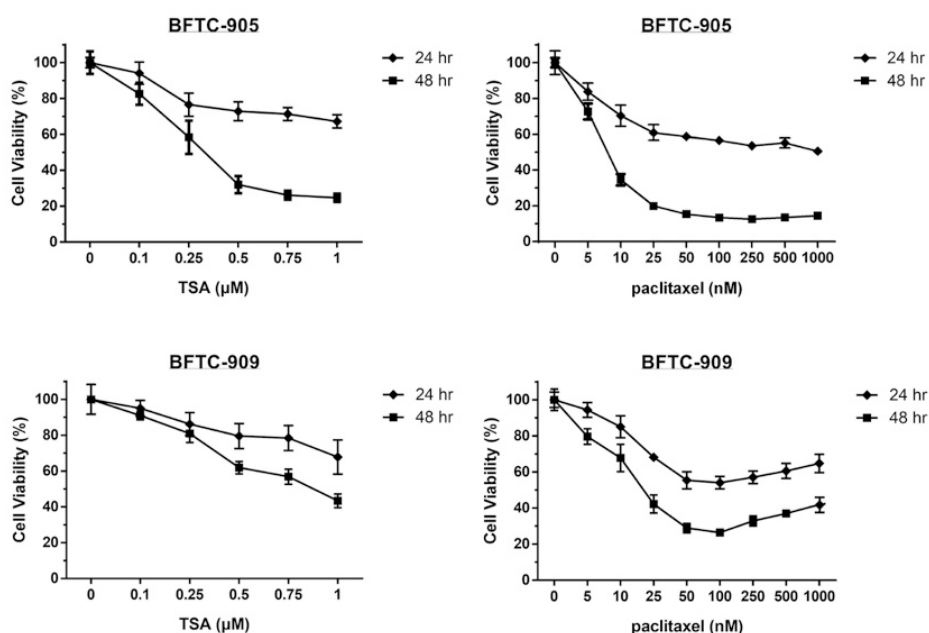 BFTC-905
Cell Viability (%)
100
80
60
40
20
0
0 0.1 0.25 0.5 0.75 1
TSA (µM)
24 hr
48 hr
BFTC-905
Cell Viability (%)
100
80
60
40
20
0
0 5 10 25 50 100 250 500 1000
paclitaxel (nM)
24 hr
48 hr
BFTC-909
Cell Viability (%)
100
80
60
40
20
0
0 0.1 0.25 0.5 0.75 1
TSA (µM)
24 hr
48 hr
BFTC-909
Cell Viability (%)
100
80
60
40
20
0
0 5 10 25 50 100 250 500 1000
paclitaxel (nM)
24 hr
48 hr